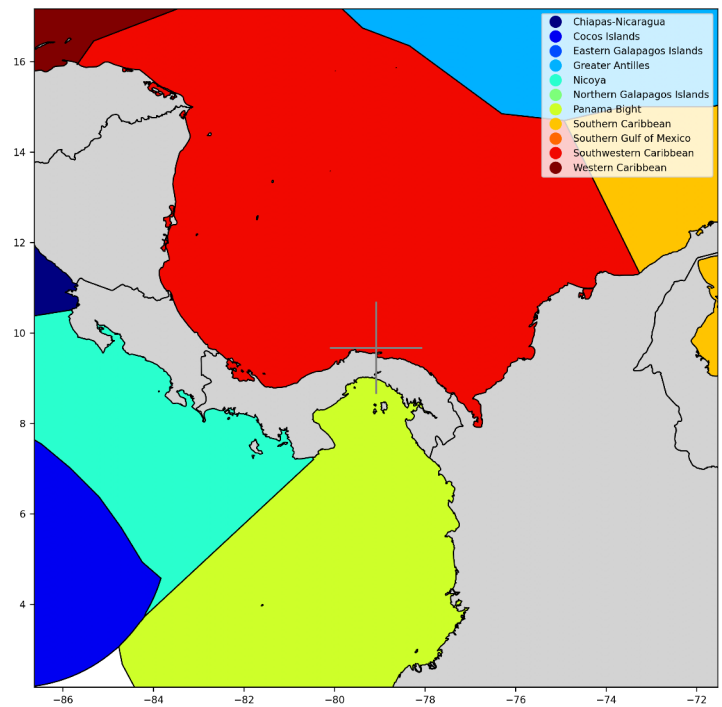 Chiapas-Nicaragua
Cocos Islands
Eastern Galapagos Islands
Greater Antilles
Nicoya
Northern Galapagos Islands
Panama Bight
Southern Caribbean
Southern Gulf of Mexico
Southwestern Caribbean
Western Caribbean
16
14
12
10
8
6
4
−86 −84 −82 −80 −78 −76 −74 −72